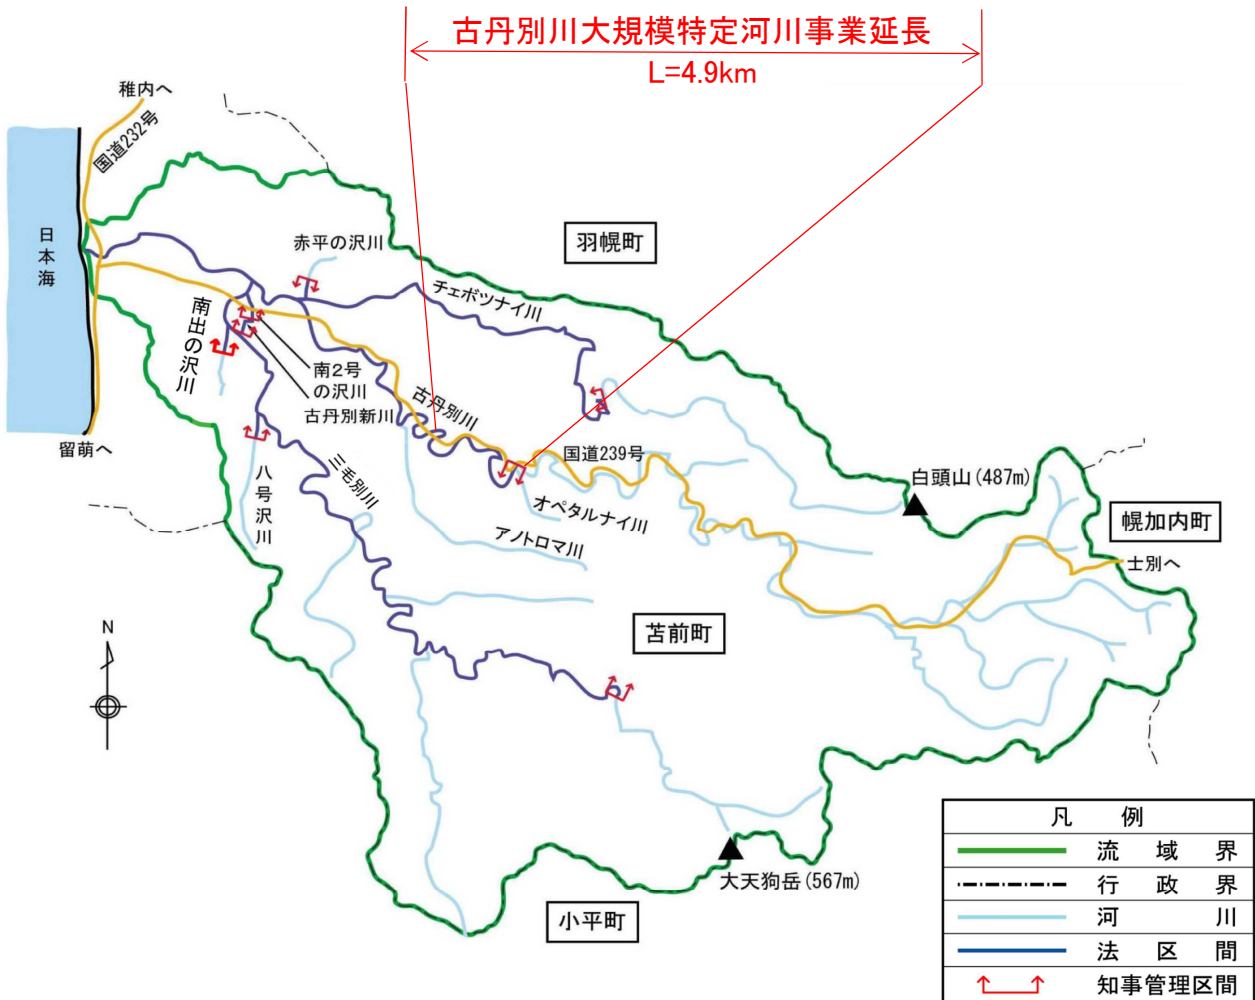 古丹別川大規模特定河川事業延長
L=4.9km
稚内へ
国道232号
日本海
羽幌町
赤平の沢川
チェボツナイ川
南出の沢川
南2号
の沢川
古丹別新川
古丹別川
留萌へ
国道239号
白頭山(487m)
八号沢川
三毛別川
オペタルナイ川
アノトロマ川
幌加内町
士別へ
苫前町
N
大天狗岳(567m)
小平町
凡例
流域界
行政界
河川
法区間
知事管理区間